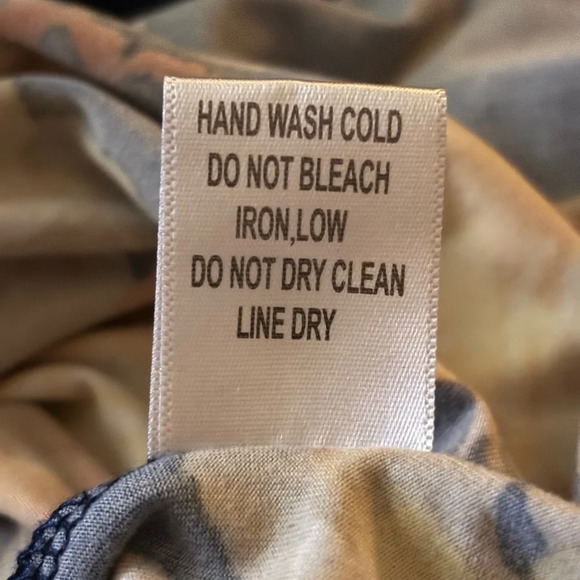 HAND WASH COLD
DO NOT BLEACH
IRON,LOW
DO NOT DRY CLEAN
LINE DRY